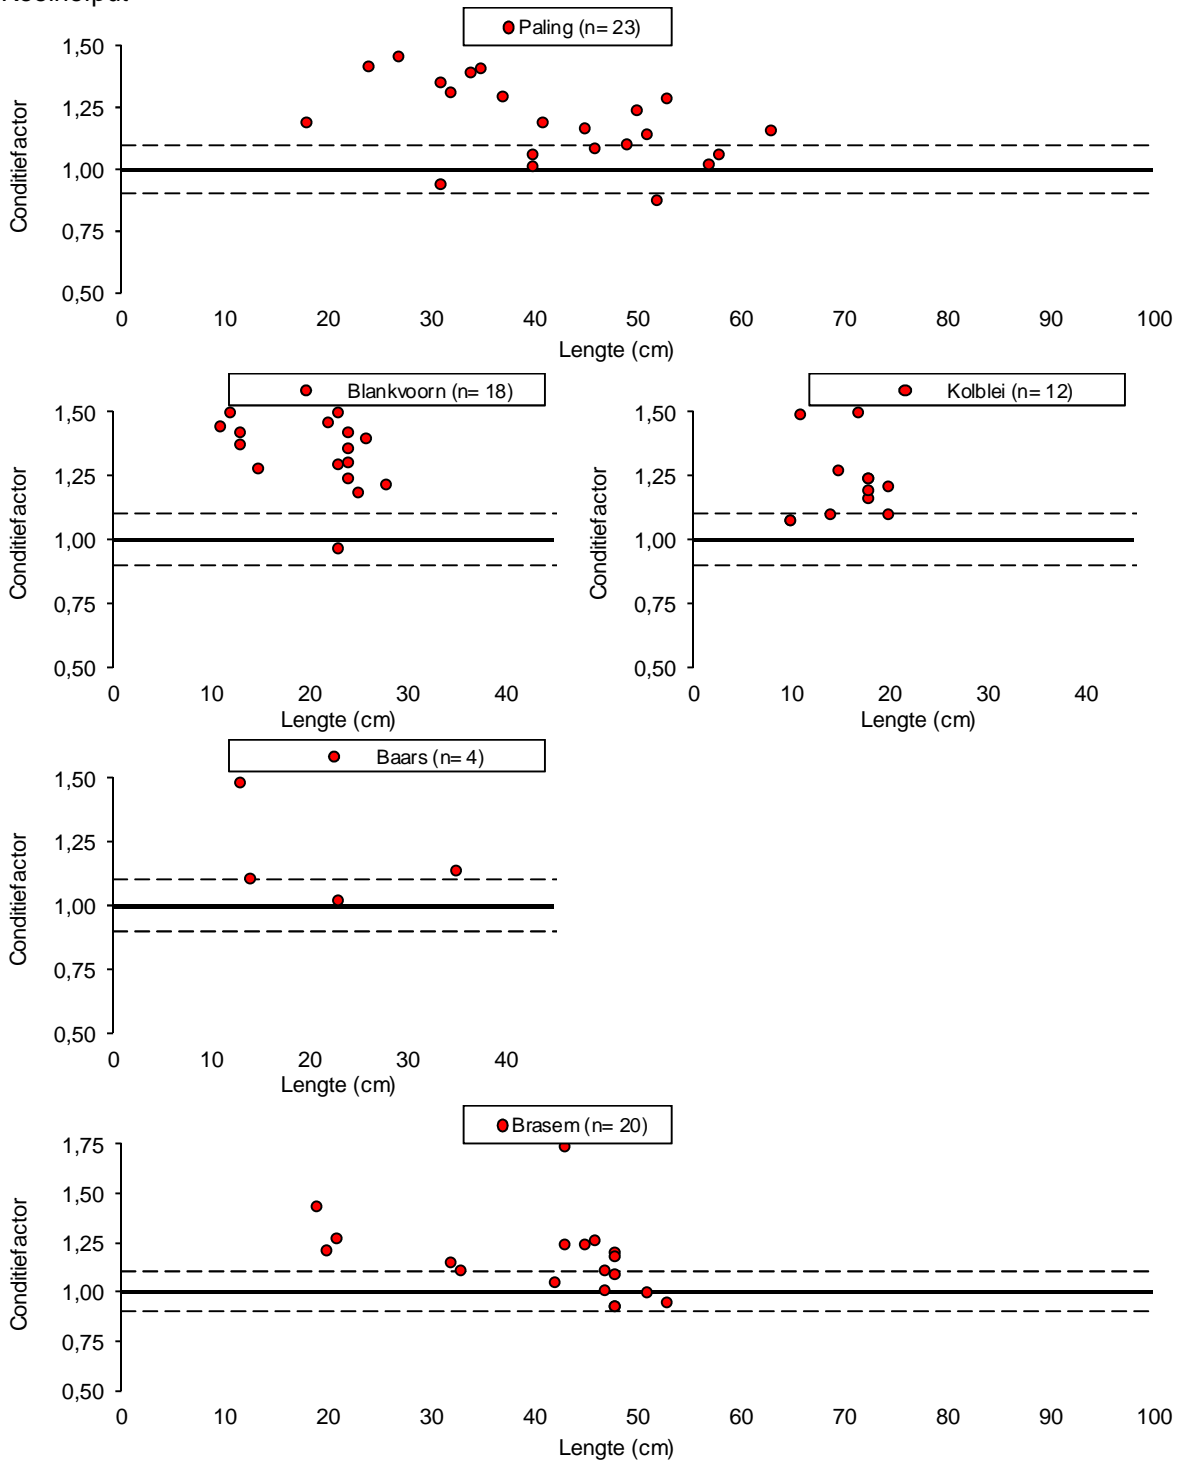 Paling (n= 23)
1,50
1,25
1,00
0,75
0,50
Conditiefactor
0 10 20 30 40 50 60 70 80 90 100
Lengte (cm)
Blankvoorn (n= 18)
1,50
1,25
1,00
0,75
0,50
Conditiefactor
0 10 20 30 40
Lengte (cm)
Kolblei (n= 12)
1,50
1,25
1,00
0,75
0,50
Conditiefactor
0 10 20 30 40
Lengte (cm)
Baars (n= 4)
1,50
1,25
1,00
0,75
0,50
Conditiefactor
0 10 20 30 40
Lengte (cm)
Brasem (n= 20)
1,75
1,50
1,25
1,00
0,75
0,50
Conditiefactor
0 10 20 30 40 50 60 70 80 90 100
Lengte (cm)